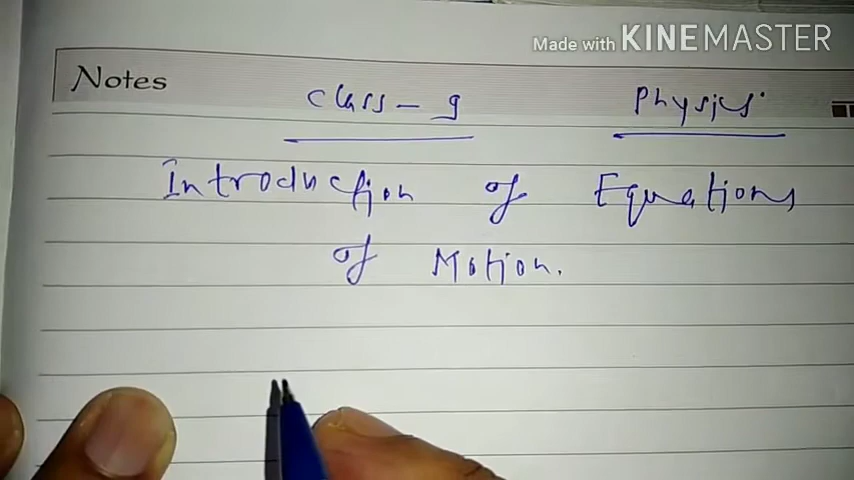 Made with KINEMASTER
Notes
Class - 9 Physics.
Introduction of Equations
of Motion.